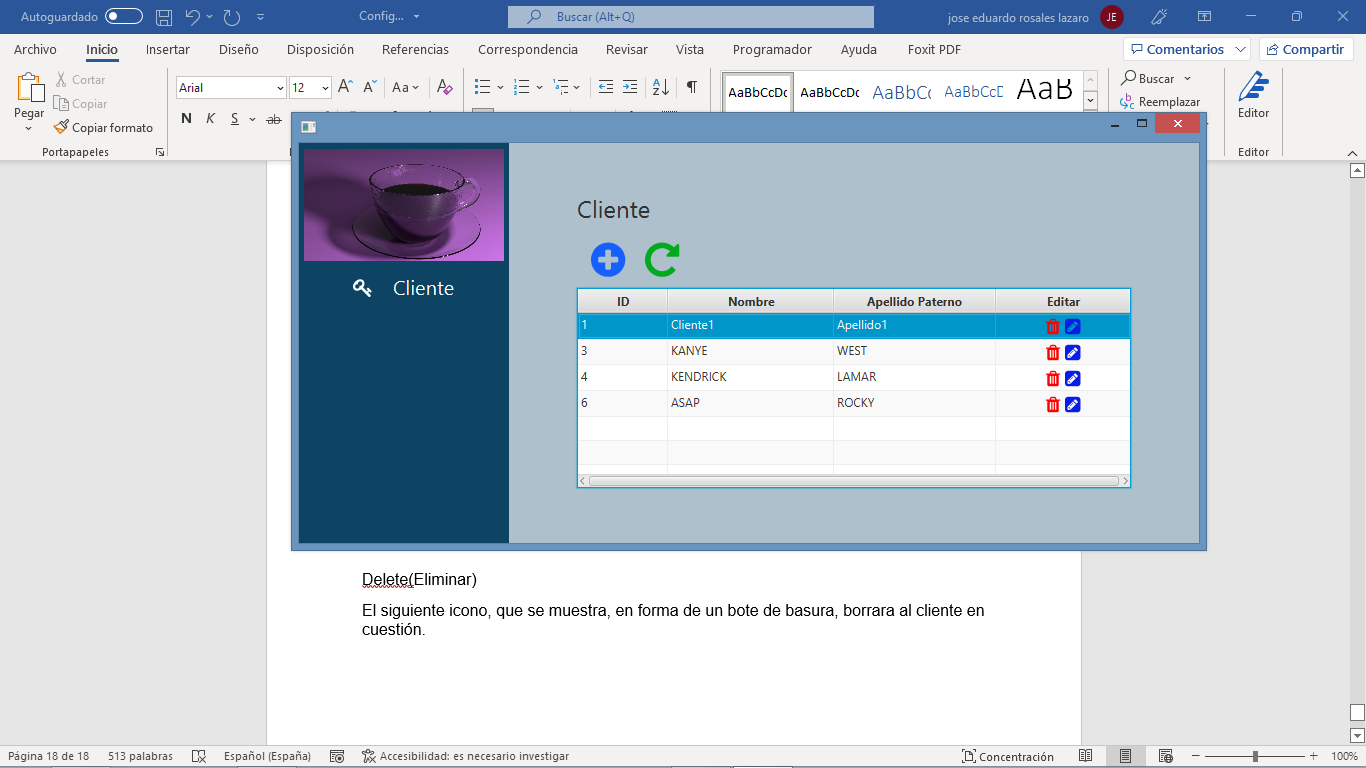 Autoguardado
Config...
Buscar (Alt+Q)
jose eduardo rosales lazaro
JE
Archivo
Inicio
Insertar
Diseño
Disposición
Referencias
Correspondencia
Revisar
Vista
Programador
Ayuda
Foxit PDF
Comentarios
Compartir
Pegar
Cortar
Copiar
Copiar formato
Portapapeles
Arial
12
Aa
N K S ab
AaBbCcDc
AaBbCcDc
AaBbCc
AaBbCcD
AaB
Buscar
Reemplazar
Editor
Editor
Cliente
Cliente
ID Nombre Apellido Paterno Editar
1 Cliente1 Apellido1
3 KANYE WEST
4 KENDRICK LAMAR
6 ASAP ROCKY
Delete(Eliminar)
El siguiente icono, que se muestra, en forma de un bote de basura, borrara al cliente en
cuestión.
Página 18 de 18
513 palabras
Español (España)
Accesibilidad: es necesario investigar
Concentración
100%